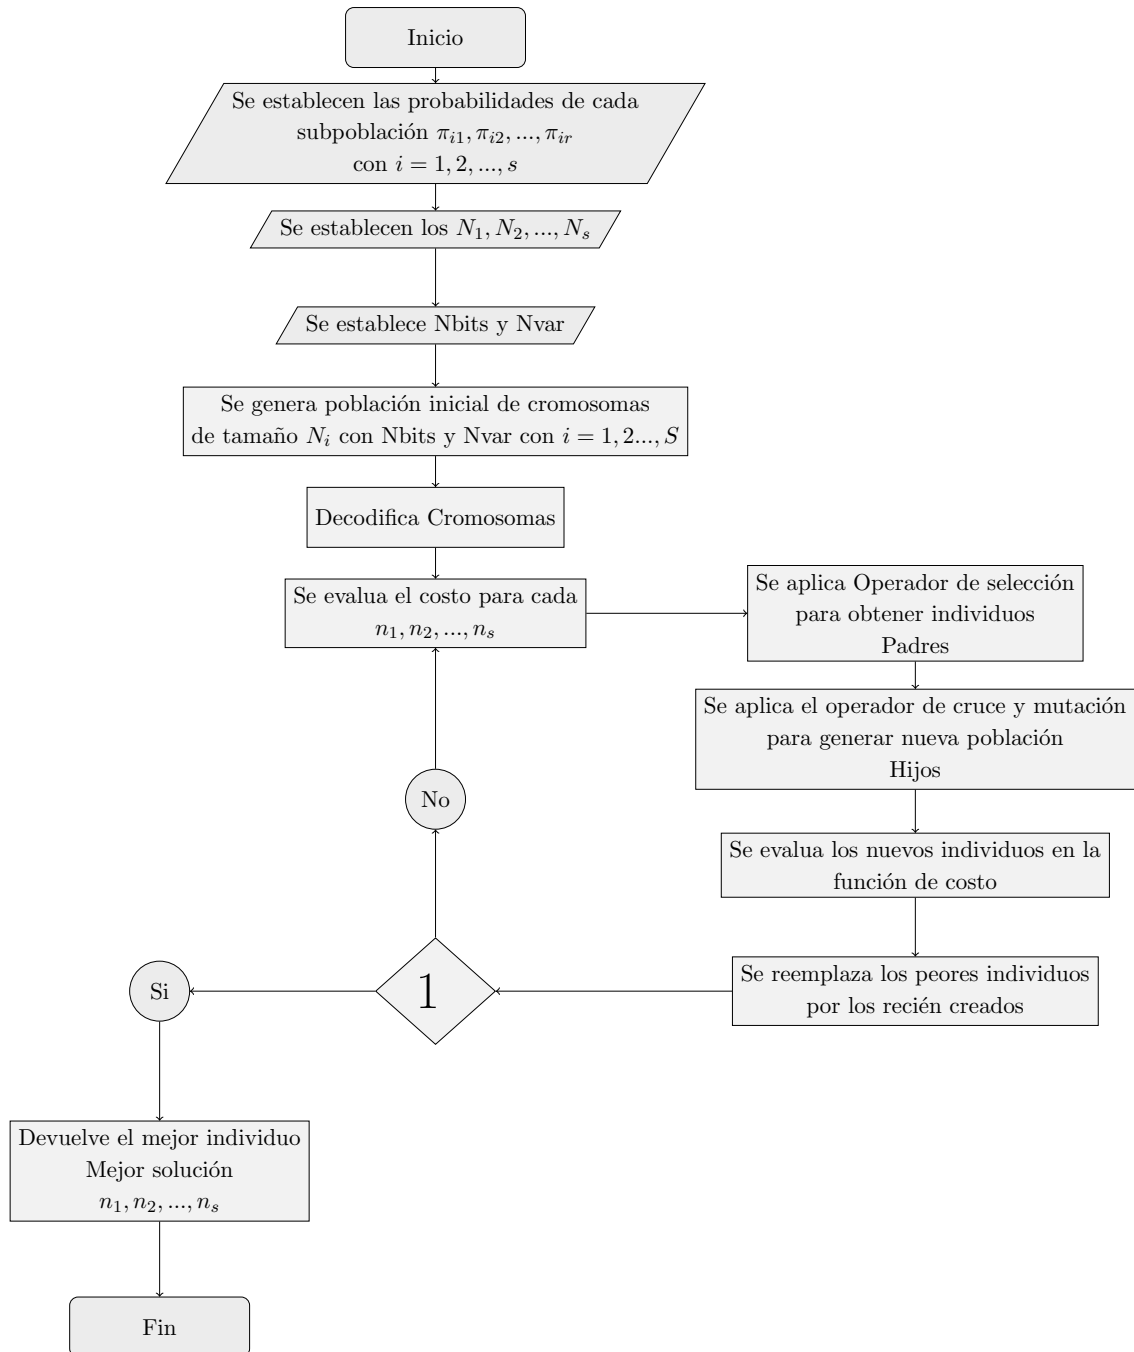 Inicio
Se establecen las probabilidades de cada
subpoblación π_{i1}, π_{i2}, ..., π_{ir}
con i = 1, 2, ..., s
Se establecen los N_1, N_2, ..., N_s
Se establece Nbits y Nvar
Se genera población inicial de cromosomas
de tamaño N_i con Nbits y Nvar con i = 1, 2..., S
Decodifica Cromosomas
Se evalua el costo para cada
n_1, n_2, ..., n_s
Se aplica Operador de selección
para obtener individuos
Padres
Se aplica el operador de cruce y mutación
para generar nueva población
Hijos
Se evalua los nuevos individuos en la
función de costo
Se reemplaza los peores individuos
por los recién creados
1
No
Si
Devuelve el mejor individuo
Mejor solución
n_1, n_2, ..., n_s
Fin